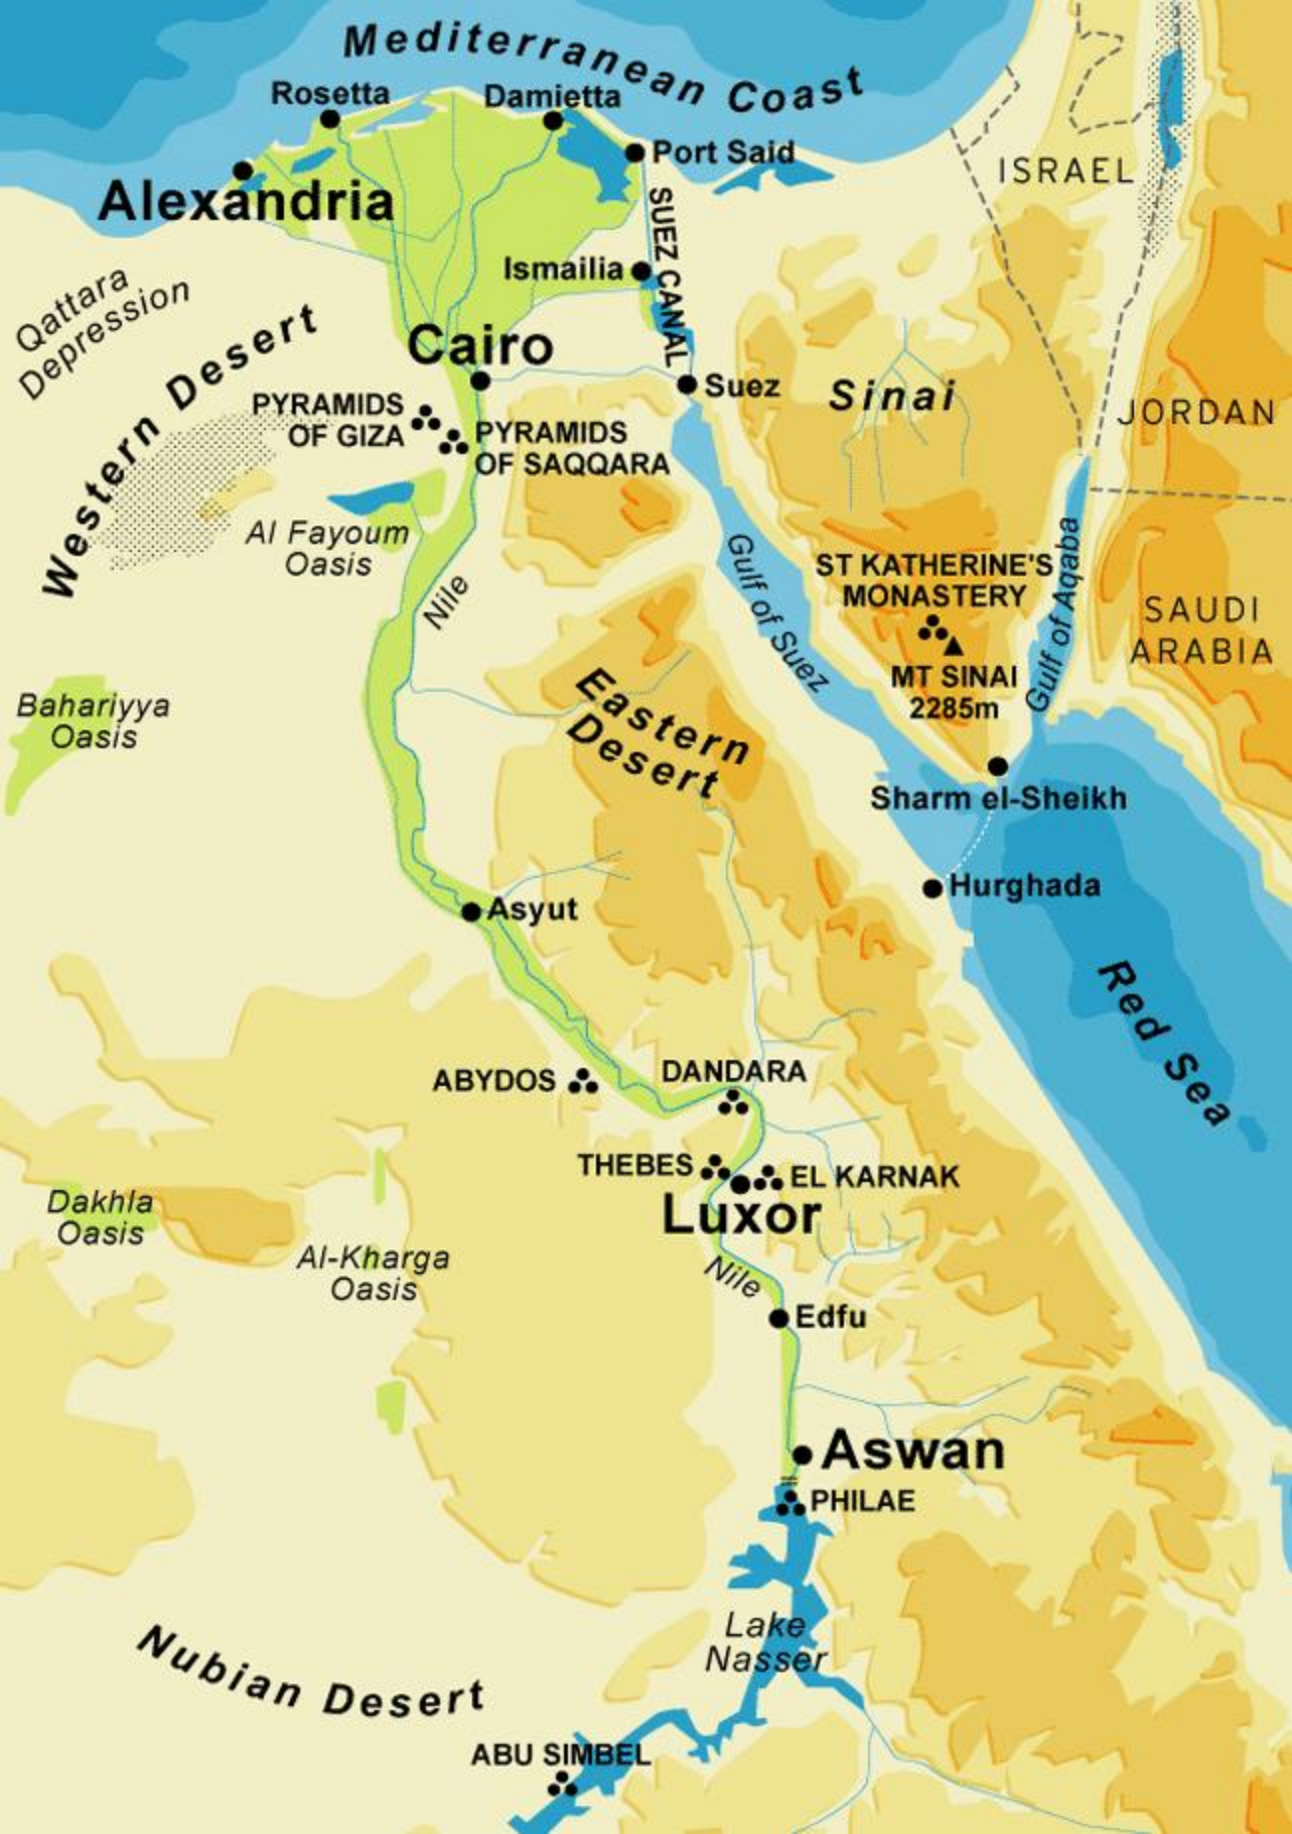 Mediterranean Coast
Rosetta
Damietta
Port Said
Alexandria
ISRAEL
SUEZ CANAL
Ismailia
Qattara
Depression
Western Desert
Cairo
Suez
Sinai
JORDAN
PYRAMIDS
OF GIZA
PYRAMIDS
OF SAQQARA
Al Fayoum
Oasis
Nile
Gulf of Suez
ST KATHERINE'S
MONASTERY
Gulf of Aqaba
SAUDI
ARABIA
MT SINAI
2285m
Bahariyya
Oasis
Eastern
Desert
Sharm el-Sheikh
Hurghada
Asyut
Red Sea
ABYDOS
DANDARA
THEBES
EL KARNAK
Luxor
Dakhla
Oasis
Al-Kharga
Oasis
Nile
Edfu
Aswan
PHILAE
Lake
Nasser
Nubian Desert
ABU SIMBEL